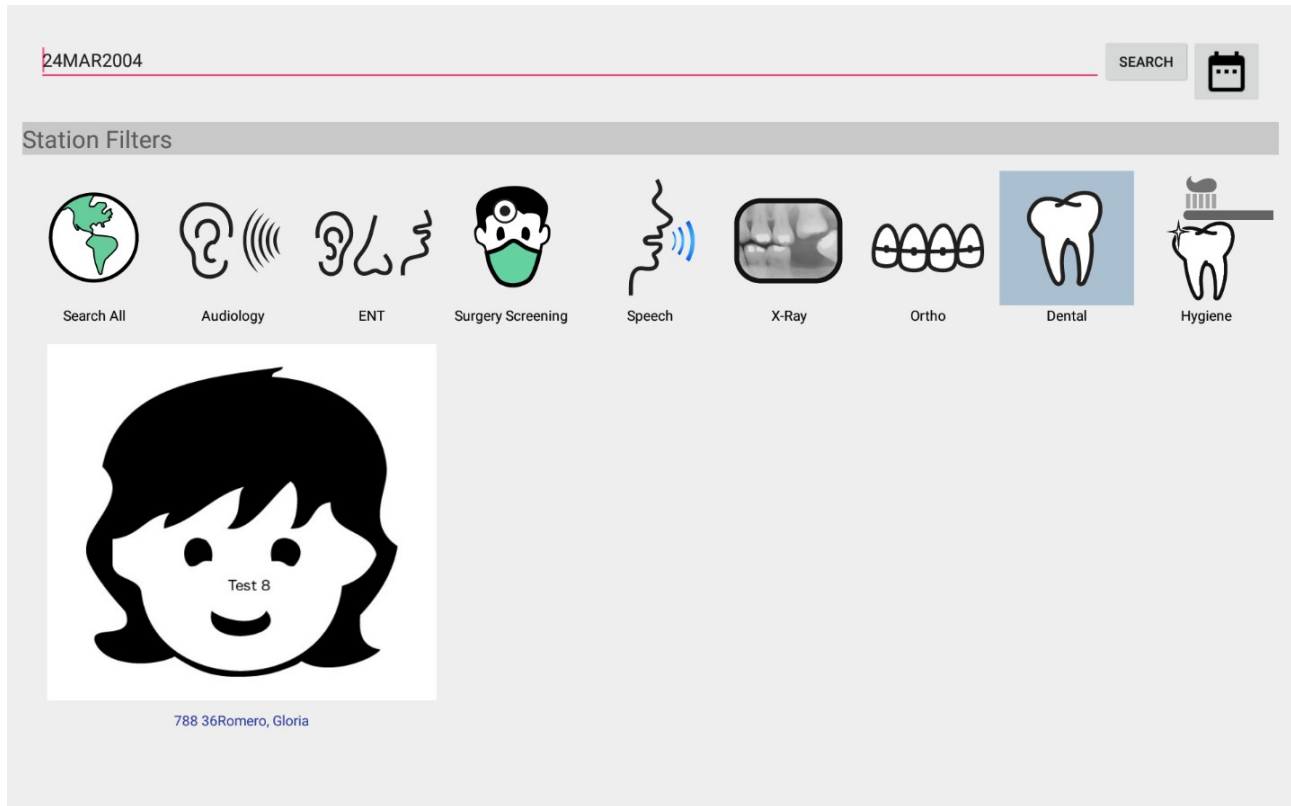 24MAR2004
SEARCH
Station Filters
Search All
Audiology
ENT
Surgery Screening
Speech
X-Ray
Ortho
Dental
Hygiene
Test 8
788 36Romero, Gloria